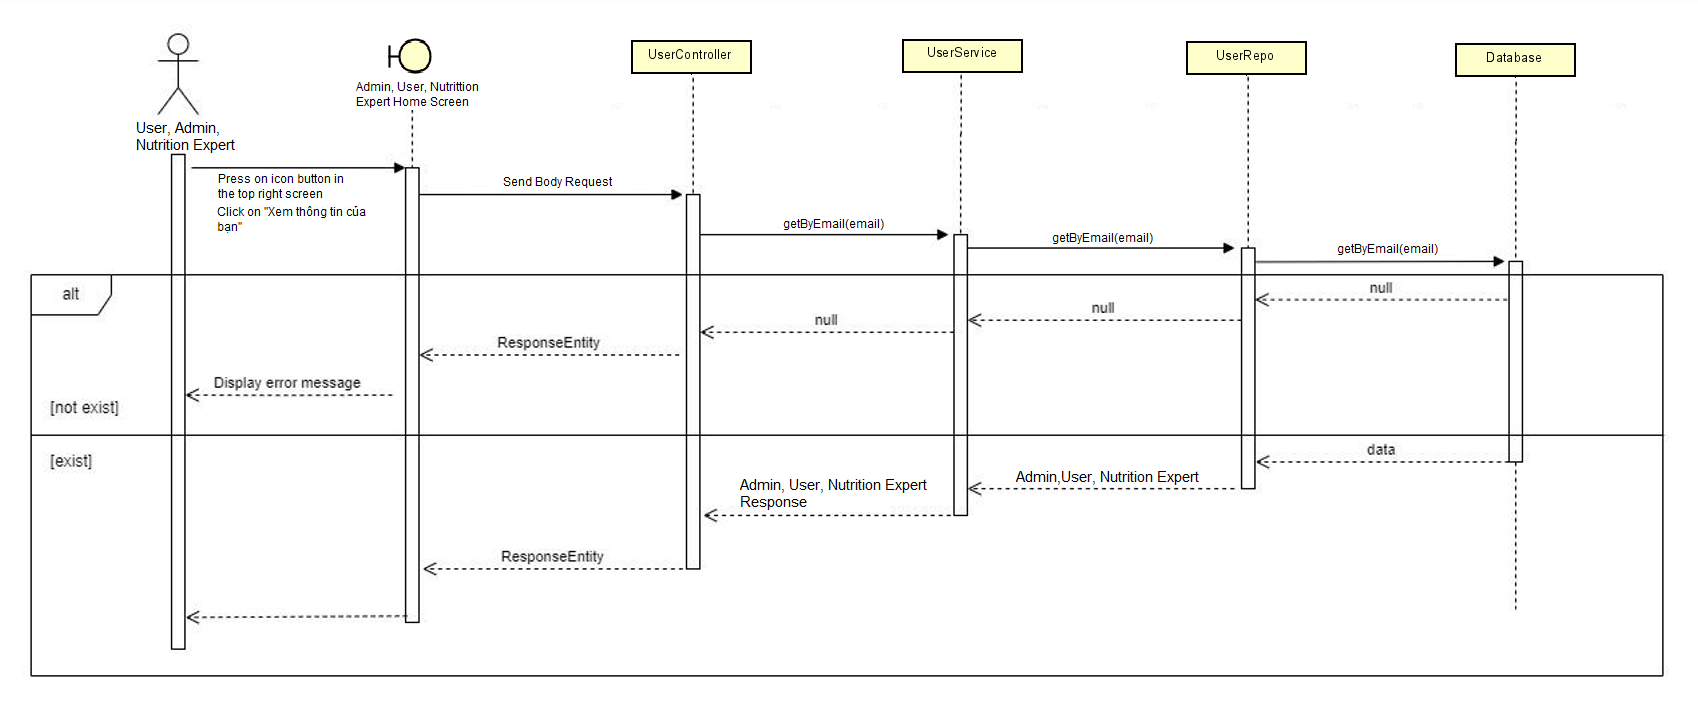 UserController
UserService
UserRepo
Database
Admin, User, Nutrittion
Expert Home Screen
User, Admin,
Nutrition Expert
Press on icon button in
the top right screen
Click on "Xem thông tin của
bạn"
Send Body Request
getByEmail(email)
getByEmail(email)
getByEmail(email)
alt
null
null
null
ResponseEntity
Display error message
[not exist]
[exist]
data
Admin,User, Nutrition Expert
Admin, User, Nutrition Expert
Response
ResponseEntity